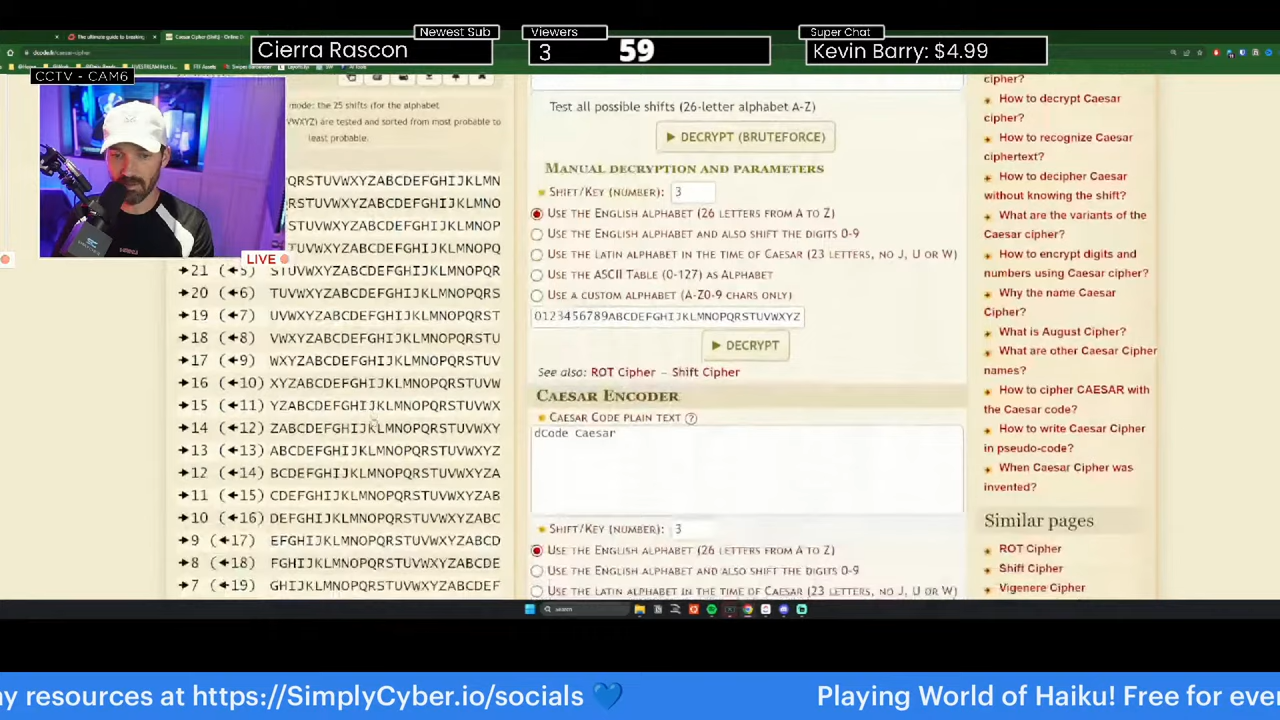 Newest Sub
Cierra Rascon
Viewers
3
59
Super Chat
Kevin Barry: $4.99
CCTV - CAM6
LIVE
mode: the 25 shifts (for the alphabet
VWXYZ) are tested and sorted from most probable to
least probable.
QRSTUVWXYZABCDEFGHIJKLMN
RSTUVWXYZABCDEFGHIJKLMNO
STUVWXYZABCDEFGHIJKLMNOP
TUVWXYZABCDEFGHIJKLMNOPQ
➔21 (←5) STUVWXYZABCDEFGHIJKLMNOPQR
➔20 (←6) TUVWXYZABCDEFGHIJKLMNOPQRS
➔19 (←7) UVWXYZABCDEFGHIJKLMNOPQRST
➔18 (←8) VWXYZABCDEFGHIJKLMNOPQRSTU
➔17 (←9) WXYZABCDEFGHIJKLMNOPQRSTUV
➔16 (←10) XYZABCDEFGHIJKLMNOPQRSTUVW
➔15 (←11) YZABCDEFGHIJKLMNOPQRSTUVWX
➔14 (←12) ZABCDEFGHIJKLMNOPQRSTUVWXY
➔13 (←13) ABCDEFGHIJKLMNOPQRSTUVWXYZ
➔12 (←14) BCDEFGHIJKLMNOPQRSTUVWXYZA
➔11 (←15) CDEFGHIJKLMNOPQRSTUVWXYZAB
➔10 (←16) DEFGHIJKLMNOPQRSTUVWXYZABC
➔9 (←17) EFGHIJKLMNOPQRSTUVWXYZABCD
➔8 (←18) FGHIJKLMNOPQRSTUVWXYZABCDE
➔7 (←19) GHIJKLMNOPQRSTUVWXYZABCDEF
Test all possible shifts (26-letter alphabet A-Z)
▶ DECRYPT (BRUTEFORCE)
MANUAL DECRYPTION AND PARAMETERS
SHIFT/KEY (NUMBER): 3
USE THE ENGLISH ALPHABET (26 LETTERS FROM A TO Z)
USE THE ENGLISH ALPHABET AND ALSO SHIFT THE DIGITS 0-9
USE THE LATIN ALPHABET IN THE TIME OF CAESAR (23 LETTERS, NO J, U OR W)
USE THE ASCII TABLE (0-127) AS ALPHABET
USE A CUSTOM ALPHABET (A-Z0-9 CHARS ONLY)
0123456789ABCDEFGHIJKLMNOPQRSTUVWXYZ
▶ DECRYPT
See also: ROT Cipher – Shift Cipher
CAESAR ENCODER
CAESAR CODE PLAIN TEXT ?
dCode Caesar
SHIFT/KEY (NUMBER): 3
USE THE ENGLISH ALPHABET (26 LETTERS FROM A TO Z)
USE THE ENGLISH ALPHABET AND ALSO SHIFT THE DIGITS 0-9
USE THE LATIN ALPHABET IN THE TIME OF CAESAR (23 LETTERS, NO J, U OR W)
cipher?
How to decrypt Caesar
cipher?
How to recognize Caesar
ciphertext?
How to decipher Caesar
without knowing the shift?
What are the variants of the
Caesar cipher?
How to encrypt digits and
numbers using Caesar cipher?
Why the name Caesar
Cipher?
What is August Cipher?
What are other Caesar Cipher
names?
How to cipher CAESAR with
the Caesar code?
How to write Caesar Cipher
in pseudo-code?
When Caesar Cipher was
invented?
Similar pages
ROT Cipher
Shift Cipher
Vigenere Cipher
ny resources at https://SimplyCyber.io/socials 💙 Playing World of Haiku! Free for ever